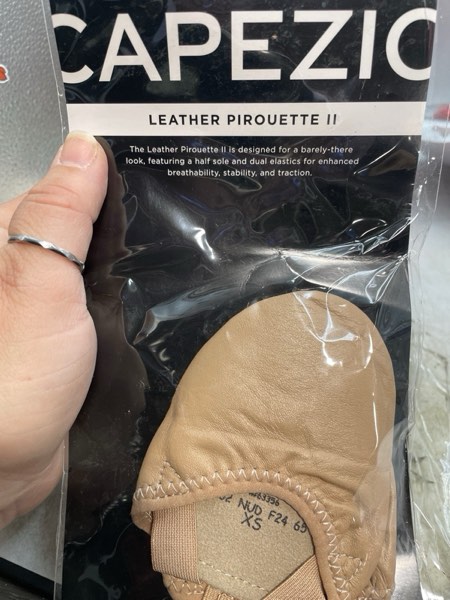 CAPEZIO
LEATHER PIROUETTE II
The Leather Pirouette II is designed for a barely-there
look, featuring a half sole and dual elastics for enhanced
breathability, stability, and traction.
NUD F24 65
XS